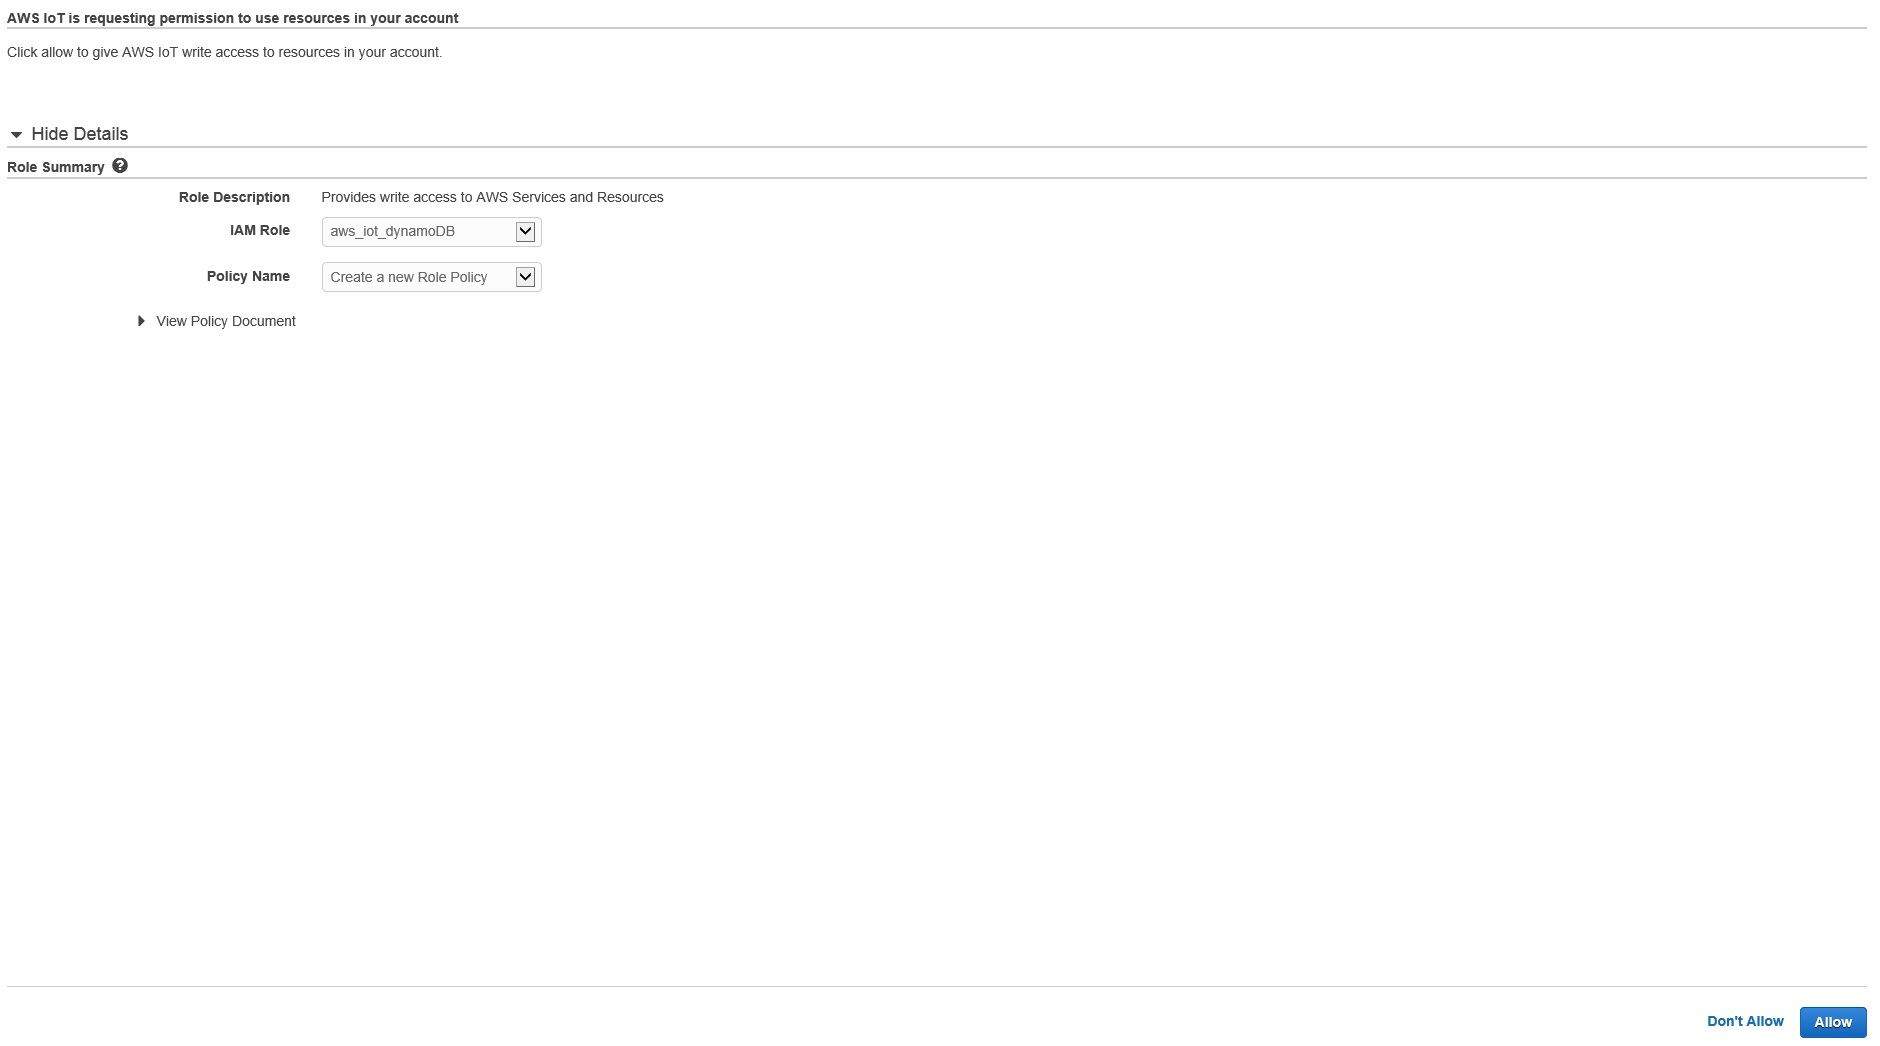 AWS IoT is requesting permission to use resources in your account
Click allow to give AWS IoT write access to resources in your account.
Hide Details
Role Summary ?
Role Description Provides write access to AWS Services and Resources
IAM Role aws_iot_dynamoDB
Policy Name Create a new Role Policy
View Policy Document
Don't Allow Allow